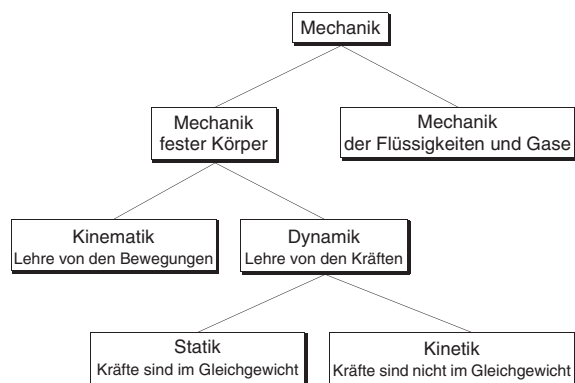 Mechanik
Mechanik
fester Körper
Mechanik
der Flüssigkeiten und Gase
Kinematik
Lehre von den Bewegungen
Dynamik
Lehre von den Kräften
Statik
Kräfte sind im Gleichgewicht
Kinetik
Kräfte sind nicht im Gleichgewicht